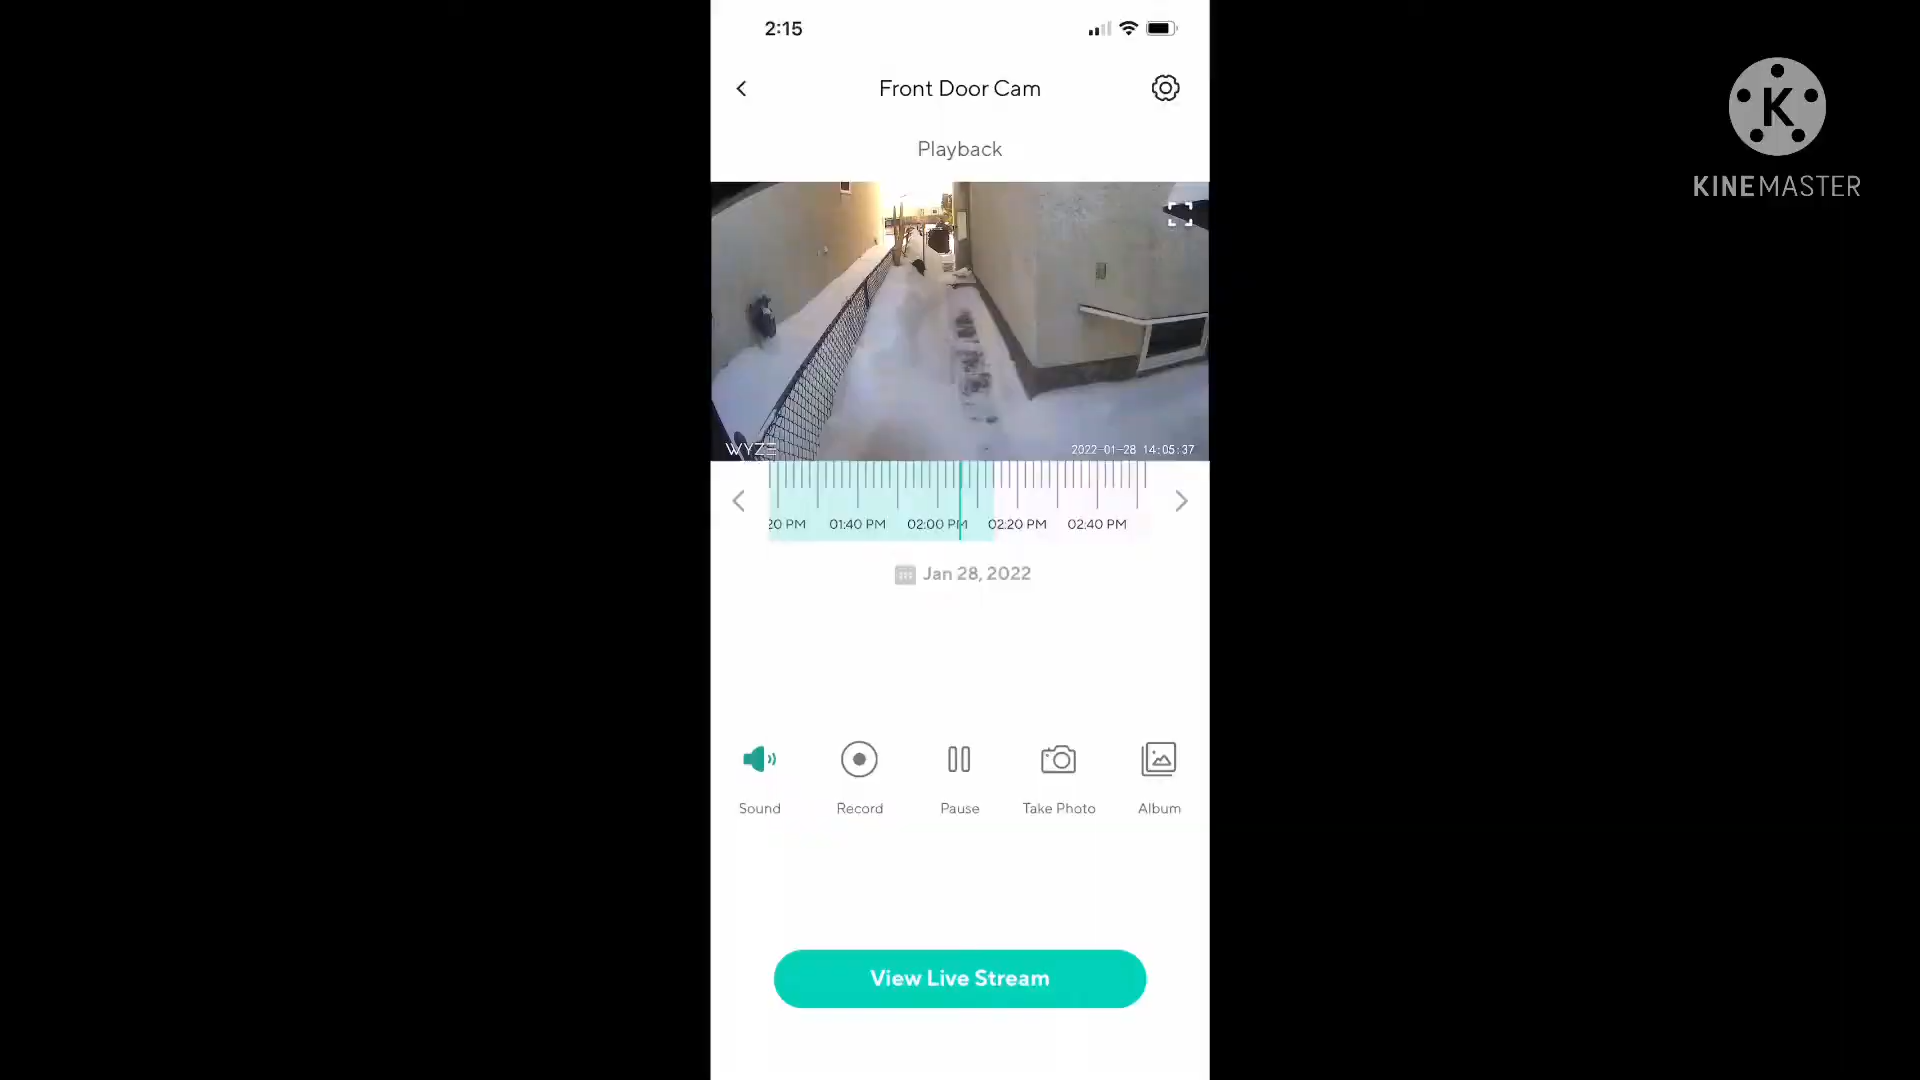 2:15
Front Door Cam
Playback
K
KINEMASTER
WYZE
2022-01-28 14:05:37
20 PM 01:40 PM 02:00 PM 02:20 PM 02:40 PM
Jan 28, 2022
Sound Record Pause Take Photo Album
View Live Stream